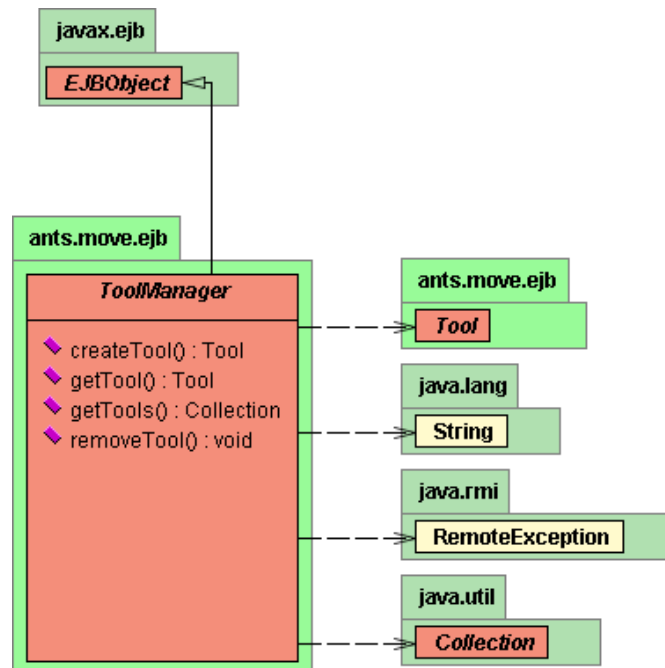 javax.ejb
EJBObject
ants.move.ejb
ToolManager
createTool() : Tool
getTool() : Tool
getTools() : Collection
removeTool() : void
ants.move.ejb
Tool
java.lang
String
java.rmi
RemoteException
java.util
Collection